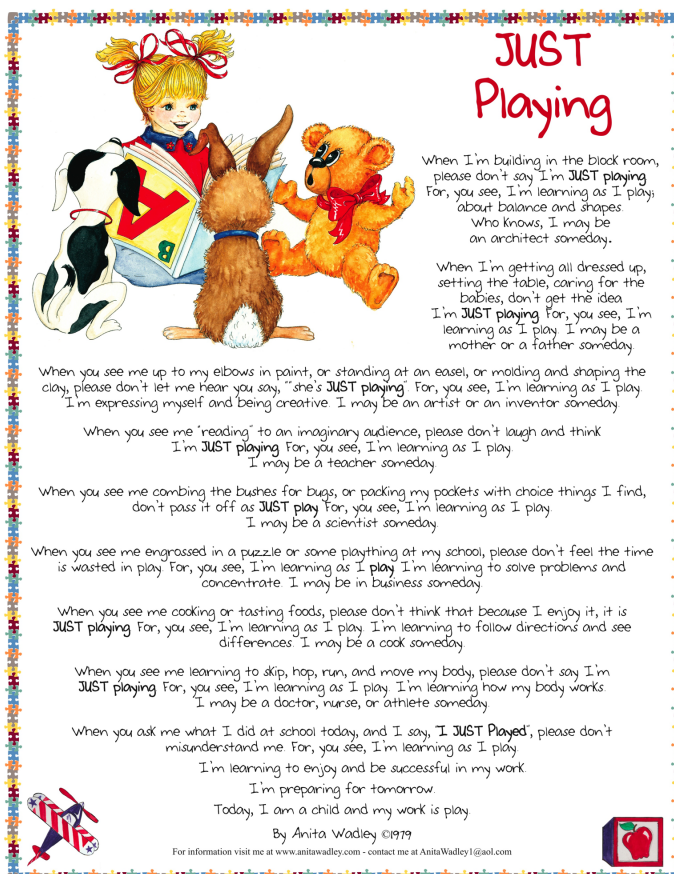 JUST
Playing
When I'm building in the block room,
please don't say I'm JUST playing
For, you see, I'm learning as I play;
about balance and shapes.
Who knows, I may be
an architect someday.
When I'm getting all dressed up,
setting the table, caring for the
babies, don't get the idea
I'm JUST playing. For, you see, I'm
learning as I play. I may be a
mother or a father someday.
When you see me up to my elbows in paint, or standing at an easel, or molding and shaping the
clay, please don't let me hear you say, ""she's JUST playing". For, you see, I'm learning as I play.
I'm expressing myself and being creative. I may be an artist or an inventor someday.
When you see me "reading" to an imaginary audience, please don't laugh and think
I'm JUST playing. For, you see, I'm learning as I play.
I may be a teacher someday.
When you see me combing the bushes for bugs, or packing my pockets with choice things I find,
don't pass it off as JUST play. For, you see, I'm learning as I play.
I may be a scientist someday.
When you see me engrossed in a puzzle or some plaything at my school, please don't feel the time
is wasted in play. For, you see, I'm learning as I play. I'm learning to solve problems and
concentrate. I may be in business someday.
When you see me cooking or tasting foods, please don't think that because I enjoy it, it is
JUST playing. For, you see, I'm learning as I play. I'm learning to follow directions and see
differences. I may be a cook someday.
When you see me learning to skip, hop, run, and move my body, please don't say I'm
JUST playing. For, you see, I'm learning as I play. I'm learning how my body works.
I may be a doctor, nurse, or athlete someday.
When you ask me what I did at school today, and I say, "I JUST Played", please don't
misunderstand me. For, you see, I'm learning as I play.
I'm learning to enjoy and be successful in my work.
I'm preparing for tomorrow.
Today, I am a child and my work is play.
By Anita Wadley ©1979
For information visit me at www.anitawadley.com - contact me at AnitaWadley1@aol.com
A
B